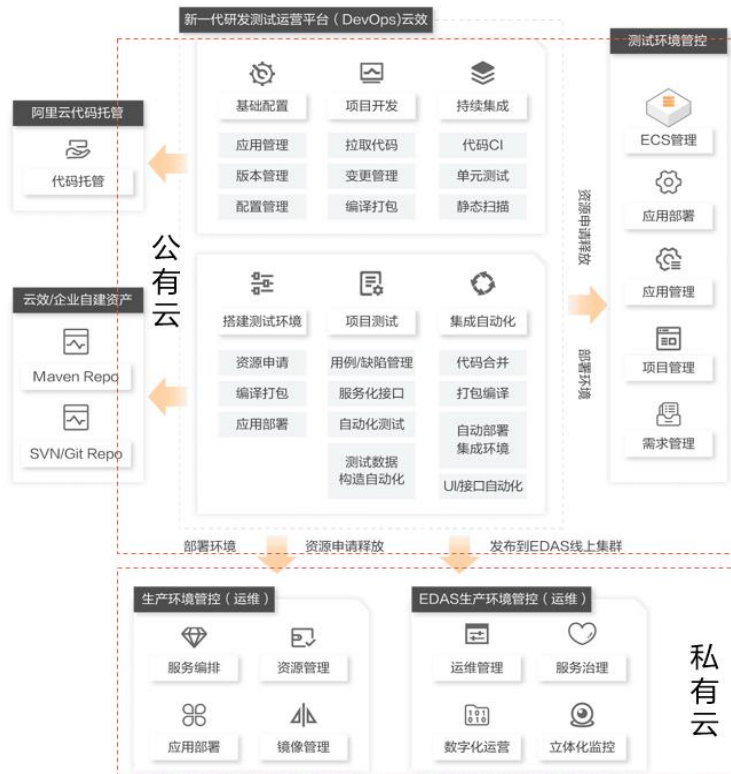 新一代研发测试运营平台（DevOps)云效
基础配置
项目开发
持续集成
应用管理
拉取代码
代码CI
版本管理
变更管理
单元测试
配置管理
编译打包
静态扫描
阿里云代码托管
代码托管
公有云
云效/企业自建资产
Maven Repo
SVN/Git Repo
搭建测试环境
项目测试
集成自动化
资源申请
用例/缺陷管理
代码合并
编译打包
服务化接口
打包编译
应用部署
自动化测试
自动部署
集成环境
测试数据
构造自动化
UI/接口自动化
资源申请释放
部署环境
测试环境管控
ECS管理
应用部署
应用管理
项目管理
需求管理
部署环境
资源申请释放
发布到EDAS线上集群
生产环境管控（运维）
服务编排
资源管理
应用部署
镜像管理
EDAS生产环境管控（运维）
运维管理
服务治理
数字化运营
立体化监控
私有云